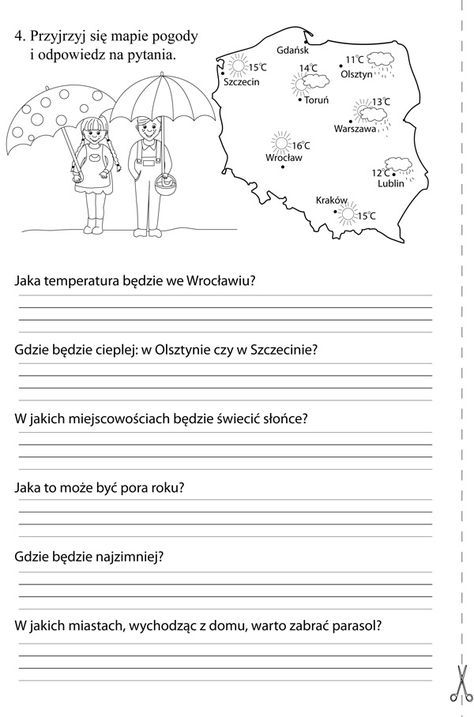 4. Przyjrzyj się mapie pogody
i odpowiedz na pytania.
Gdańsk
15°C
Szczecin
14°C
Toruń
11°C
Olsztyn
13°C
Warszawa
16°C
Wrocław
12°C
Lublin
Kraków
15°C
Jaka temperatura będzie we Wrocławiu?
Gdzie będzie cieplej: w Olsztynie czy w Szczecinie?
W jakich miejscowościach będzie świecić słońce?
Jaka to może być pora roku?
Gdzie będzie najzimniej?
W jakich miastach, wychodząc z domu, warto zabrać parasol?